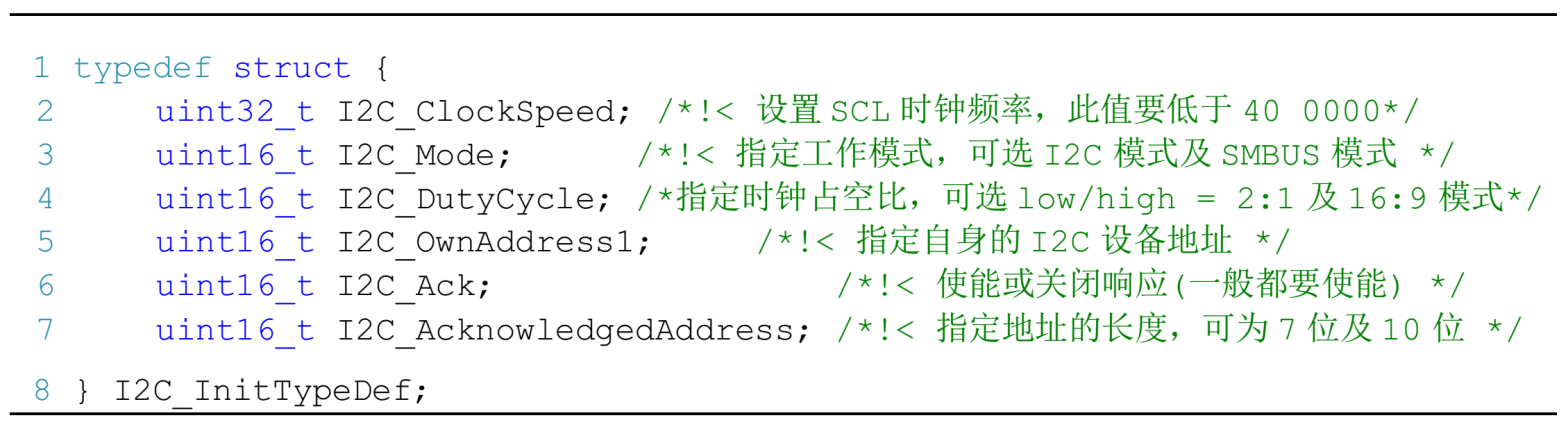 1 typedef struct {
2 uint32_t I2C_ClockSpeed; /*!< 设置 SCL 时钟频率，此值要低于 40 0000*/
3 uint16_t I2C_Mode; /*!< 指定工作模式，可选 I2C 模式及 SMBUS 模式 */
4 uint16_t I2C_DutyCycle; /*指定时钟占空比，可选 low/high = 2:1 及 16:9 模式*/
5 uint16_t I2C_OwnAddress1; /*!< 指定自身的 I2C 设备地址 */
6 uint16_t I2C_Ack; /*!< 使能或关闭响应(一般都要使能) */
7 uint16_t I2C_AcknowledgedAddress; /*!< 指定地址的长度，可为 7 位及 10 位 */
8 } I2C_InitTypeDef;